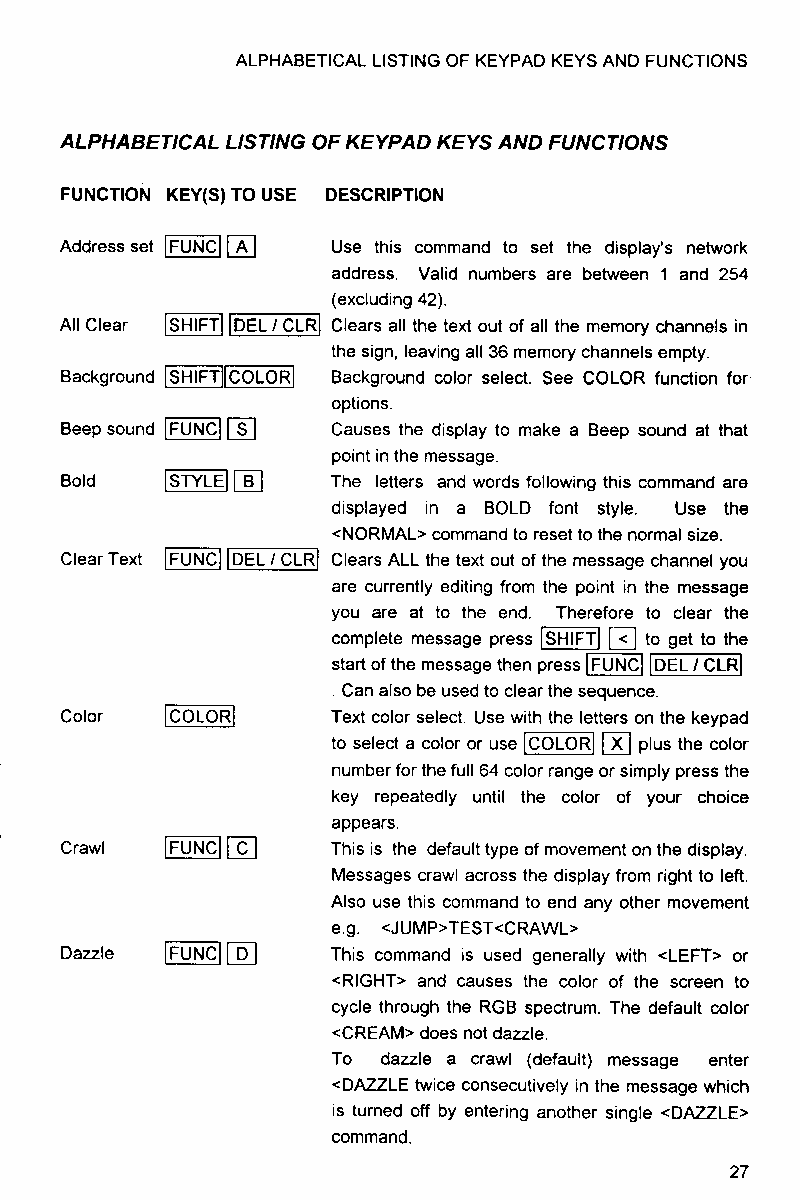 ALPHABETICAL LISTING OF KEYPAD KEYS AND FUNCTIONS
ALPHABETICAL LISTING OF KEYPAD KEYS AND FUNCTIONS
FUNCTION KEY(S) TO USE DESCRIPTION
Address set FUNC A Use this command to set the display's network
address. Valid numbers are between 1 and 254
(excluding 42).
All Clear SHIFT DEL / CLR Clears all the text out of all the memory channels in
the sign, leaving all 36 memory channels empty.
Background SHIFT COLOR Background color select. See COLOR function for
options.
Beep sound FUNC S Causes the display to make a Beep sound at that
point in the message.
Bold STYLE B The letters and words following this command are
displayed in a BOLD font style. Use the
<NORMAL> command to reset to the normal size.
Clear Text FUNC DEL / CLR Clears ALL the text out of the message channel you
are currently editing from the point in the message
you are at to the end. Therefore to clear the
complete message press SHIFT < to get to the
start of the message then press FUNC DEL / CLR
. Can also be used to clear the sequence.
Color COLOR Text color select. Use with the letters on the keypad
to select a color or use COLOR X plus the color
number for the full 64 color range or simply press the
key repeatedly until the color of your choice
appears.
Crawl FUNC C This is the default type of movement on the display.
Messages crawl across the display from right to left.
Also use this command to end any other movement
e.g. <JUMP>TEST<CRAWL>
Dazzle FUNC D This command is used generally with <LEFT> or
<RIGHT> and causes the color of the screen to
cycle through the RGB spectrum. The default color
<CREAM> does not dazzle.
To dazzle a crawl (default) message enter
<DAZZLE twice consecutively in the message which
is turned off by entering another single <DAZZLE>
command.
27